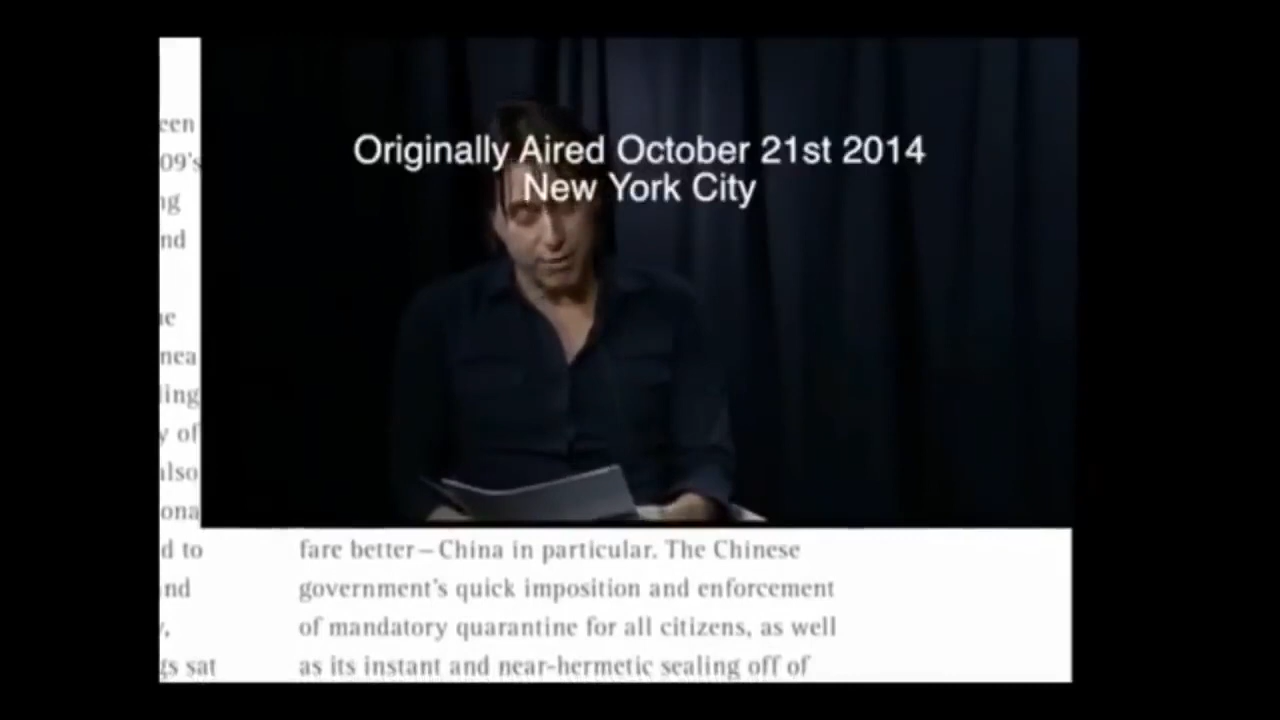 Originally Aired October 21st 2014
New York City
fare better—China in particular. The Chinese
government's quick imposition and enforcement
of mandatory quarantine for all citizens, as well
as its instant and near-hermetic sealing off of